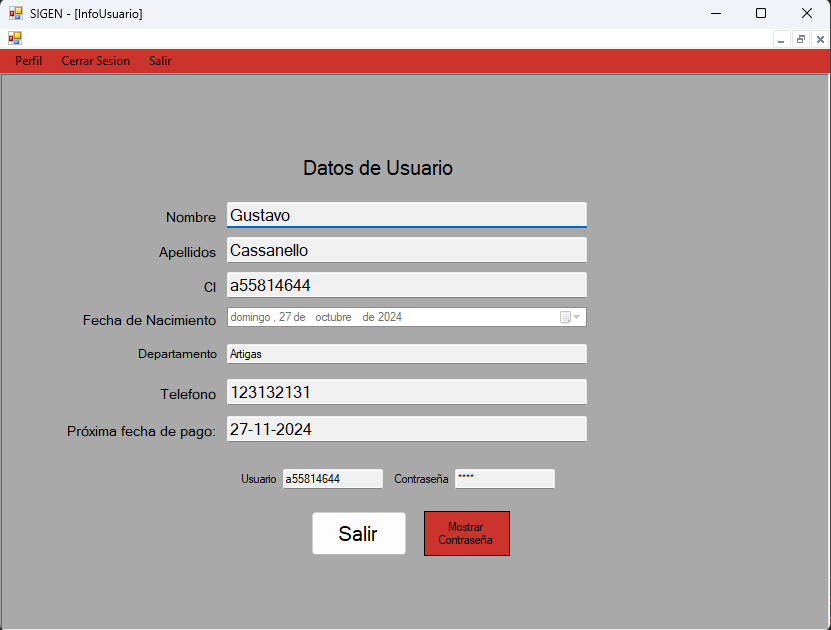 SIGEN - [InfoUsuario]
Perfil Cerrar Sesion Salir
Datos de Usuario
Nombre Gustavo
Apellidos Cassanello
CI a55814644
Fecha de Nacimiento domingo , 27 de octubre de 2024
Departamento Artigas
Telefono 123132131
Próxima fecha de pago: 27-11-2024
Usuario a55814644 Contraseña ****
Salir
Mostrar
Contraseña